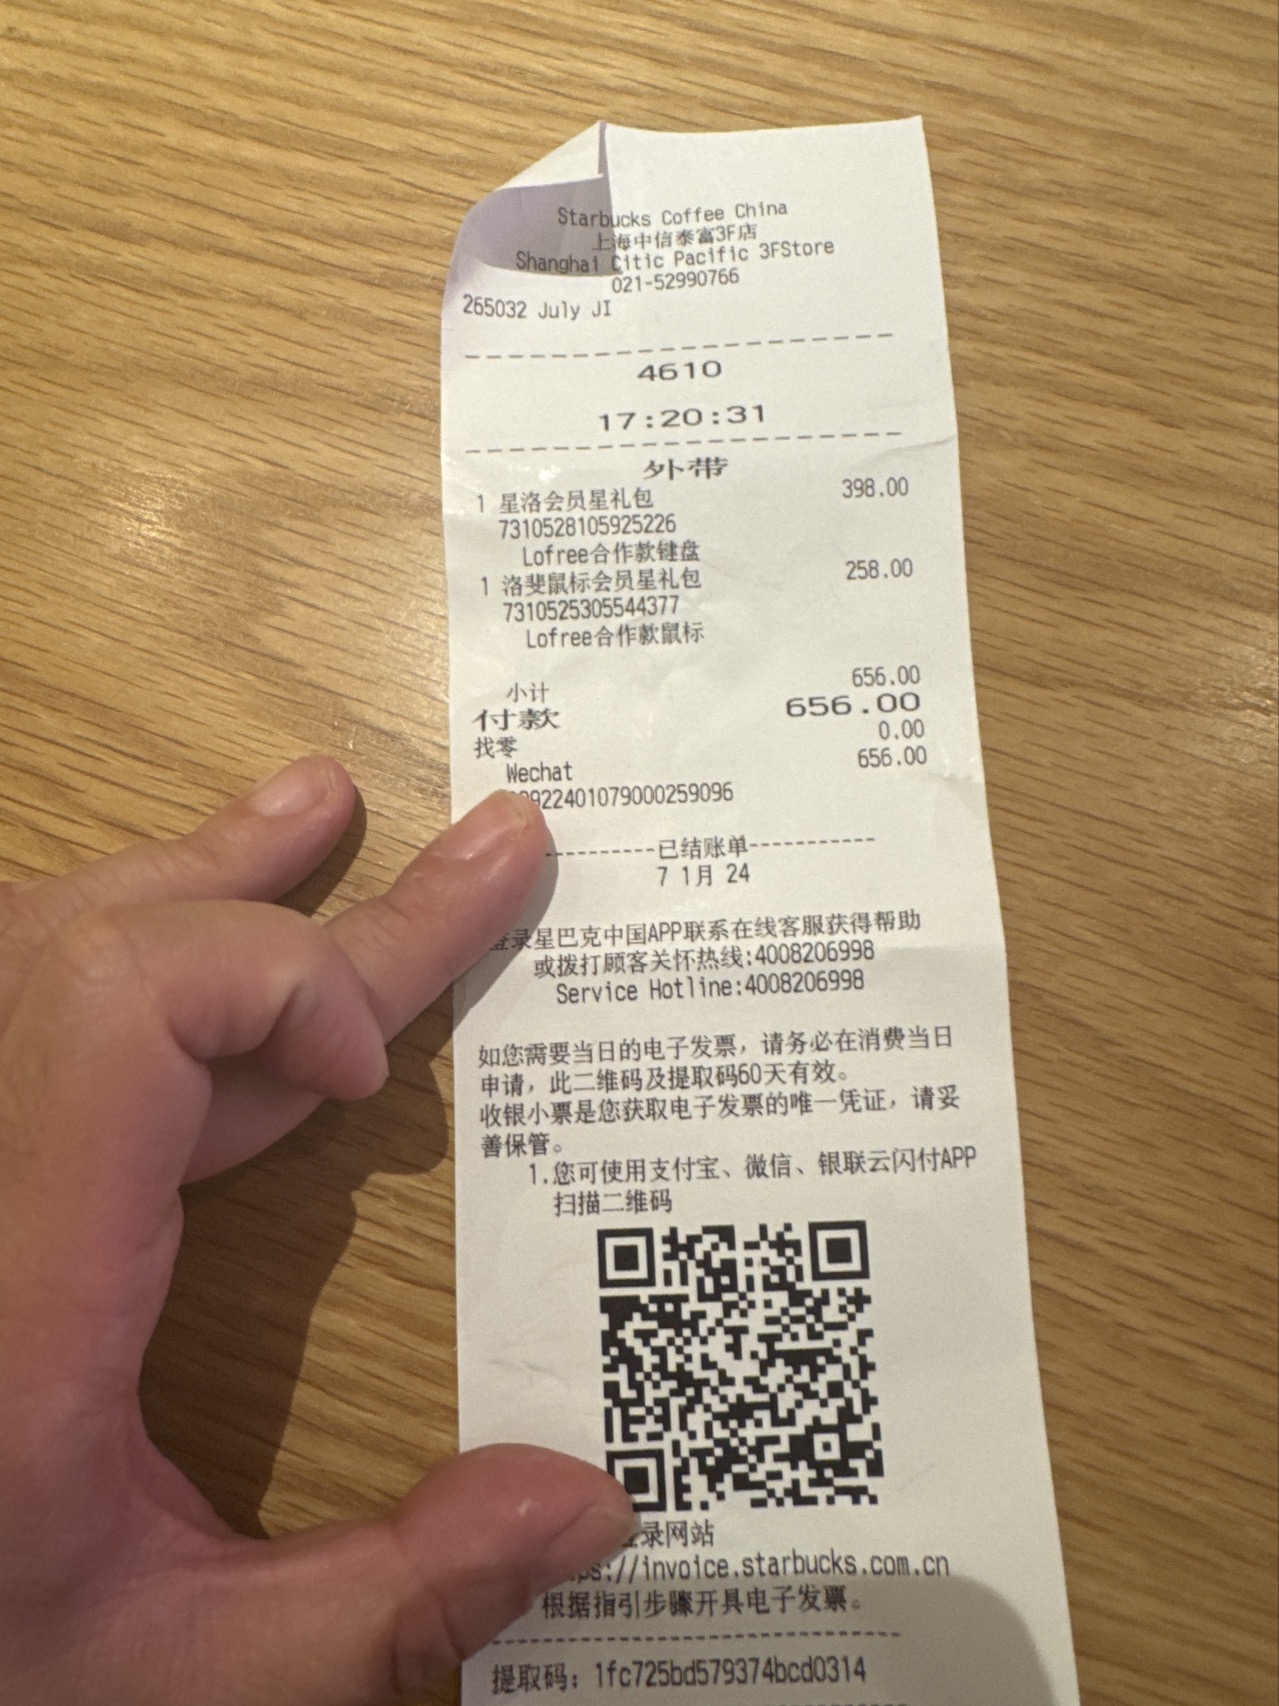 Starbucks Coffee China
上海中信泰富3F店
Shanghai Citic Pacific 3FStore
021-52990766
265032 July JI
4610
17:20:31
外带
1 星洛会员星礼包 398.00
7310528105925226
Lofree合作款键盘
1 洛斐鼠标会员星礼包 258.00
7310525305544377
Lofree合作款鼠标
小计 656.00
付款 656.00
找零 0.00
Wechat 656.00
922401079000259096
-----------已结账单-----------
7 1月 24
登录星巴克中国APP联系在线客服获得帮助
或拨打顾客关怀热线:4008206998
Service Hotline:4008206998
如您需要当日的电子发票，请务必在消费当日
申请，此二维码及提取码60天有效。
收银小票是您获取电子发票的唯一凭证，请妥
善保管。
1.您可使用支付宝、微信、银联云闪付APP
扫描二维码
登录网站
ps://invoice.starbucks.com.cn
根据指引步骤开具电子发票。
提取码：1fc725bd579374bcd0314